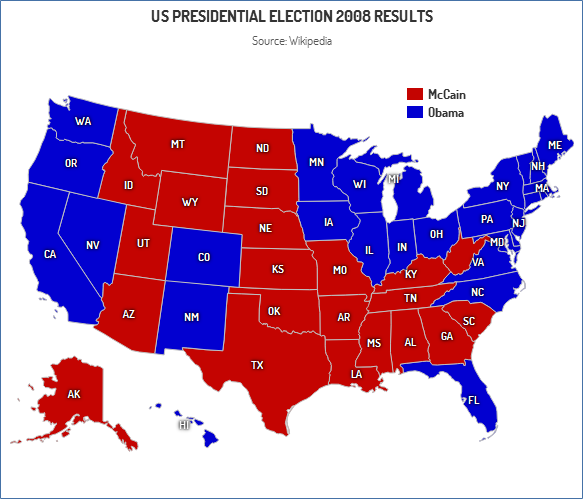 US PRESIDENTIAL ELECTION 2008 RESULTS
Source: Wikipedia
McCain
Obama
WA
MT
ND
MN
ME
OR
ID
SD
WI
MI
NH
NY
MA
WY
NE
IA
PA
NJ
CA
NV
UT
CO
IL
IN
OH
MD
KS
MO
KY
VA
AZ
NM
OK
AR
TN
NC
SC
MS
AL
GA
TX
LA
AK
FL
HI